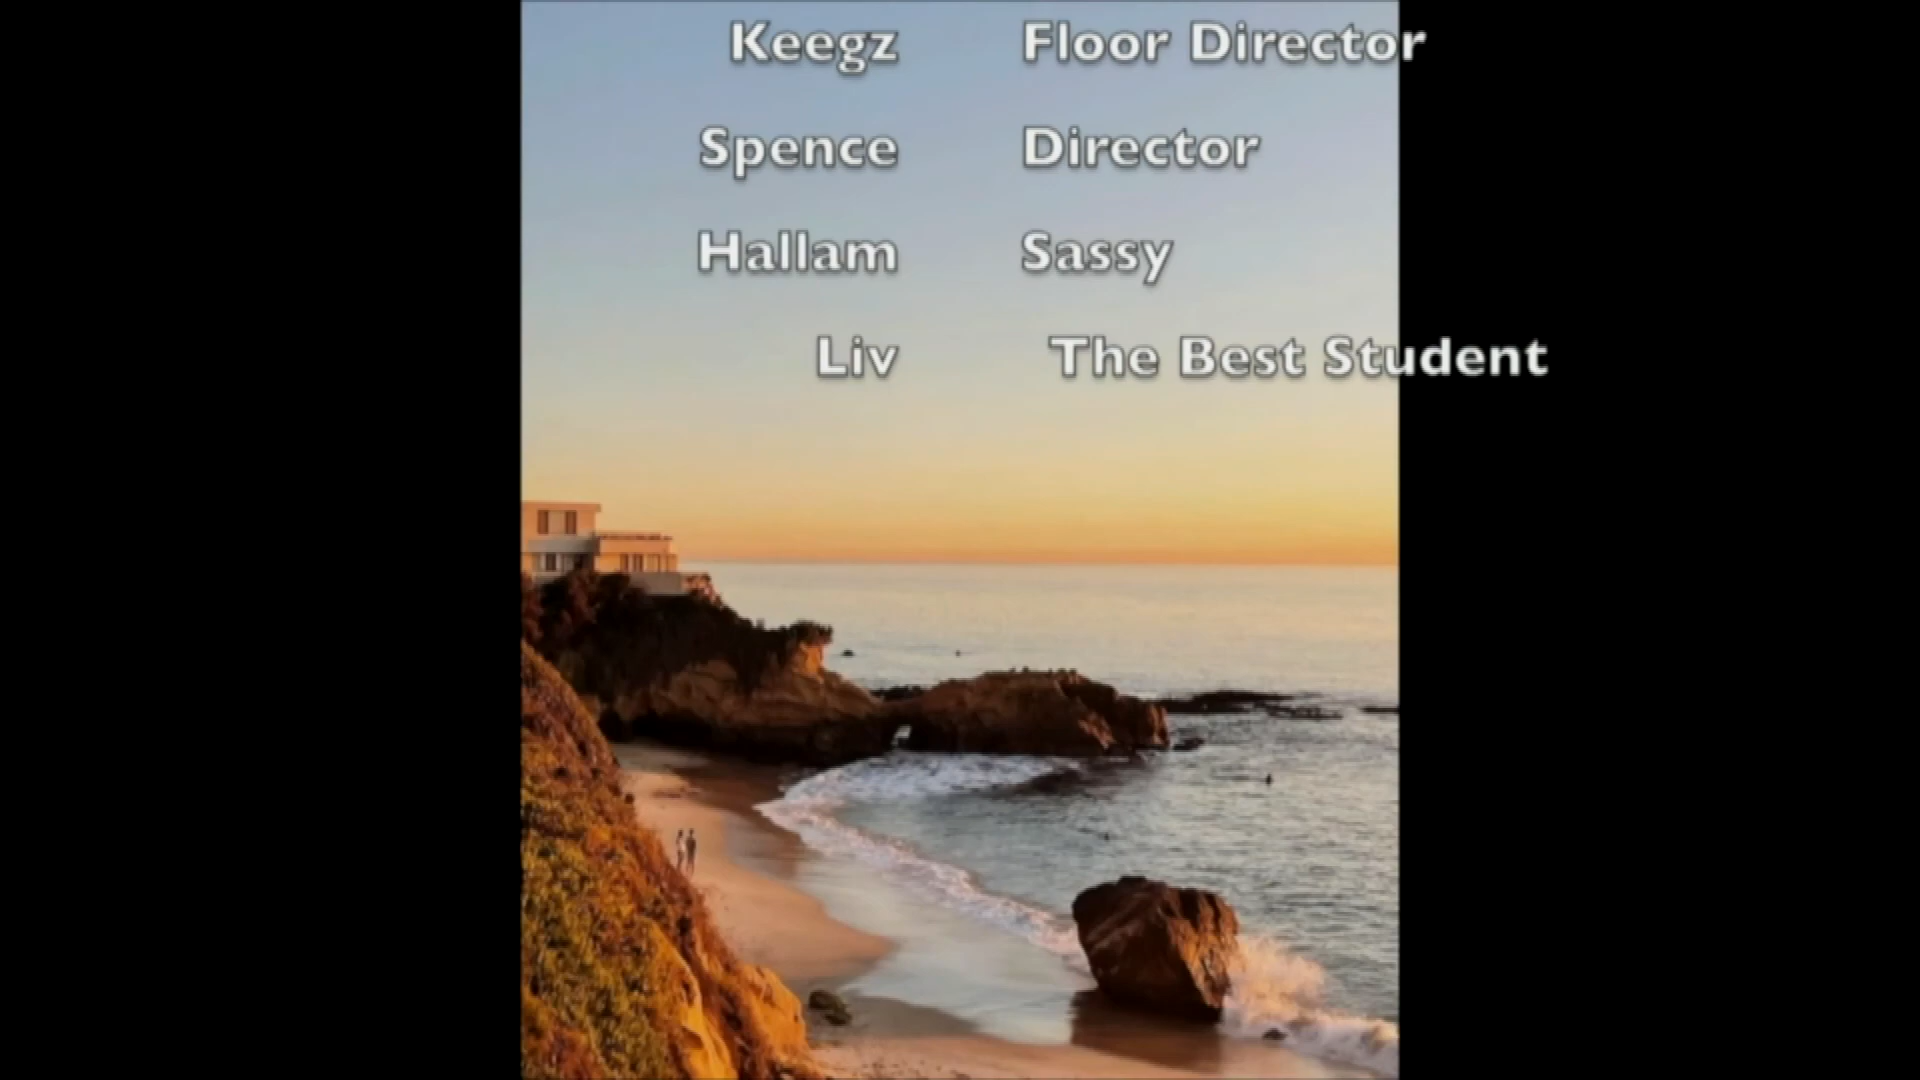 Keegz Floor Director
Spence Director
Hallam Sassy
Liv The Best Student